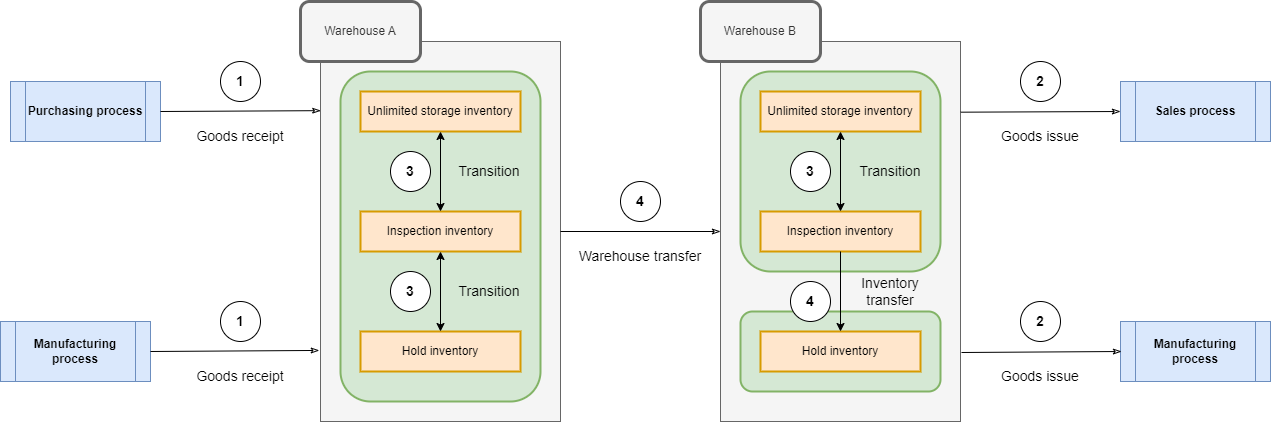 Warehouse A
Warehouse B
1
2
Purchasing process
Unlimited storage inventory
Unlimited storage inventory
Sales process
Goods receipt
Goods issue
3
Transition
3
Transition
4
Inspection inventory
Inspection inventory
Warehouse transfer
3
Transition
Inventory
transfer
4
1
2
Manufacturing
process
Hold inventory
Hold inventory
Manufacturing
process
Goods receipt
Goods issue